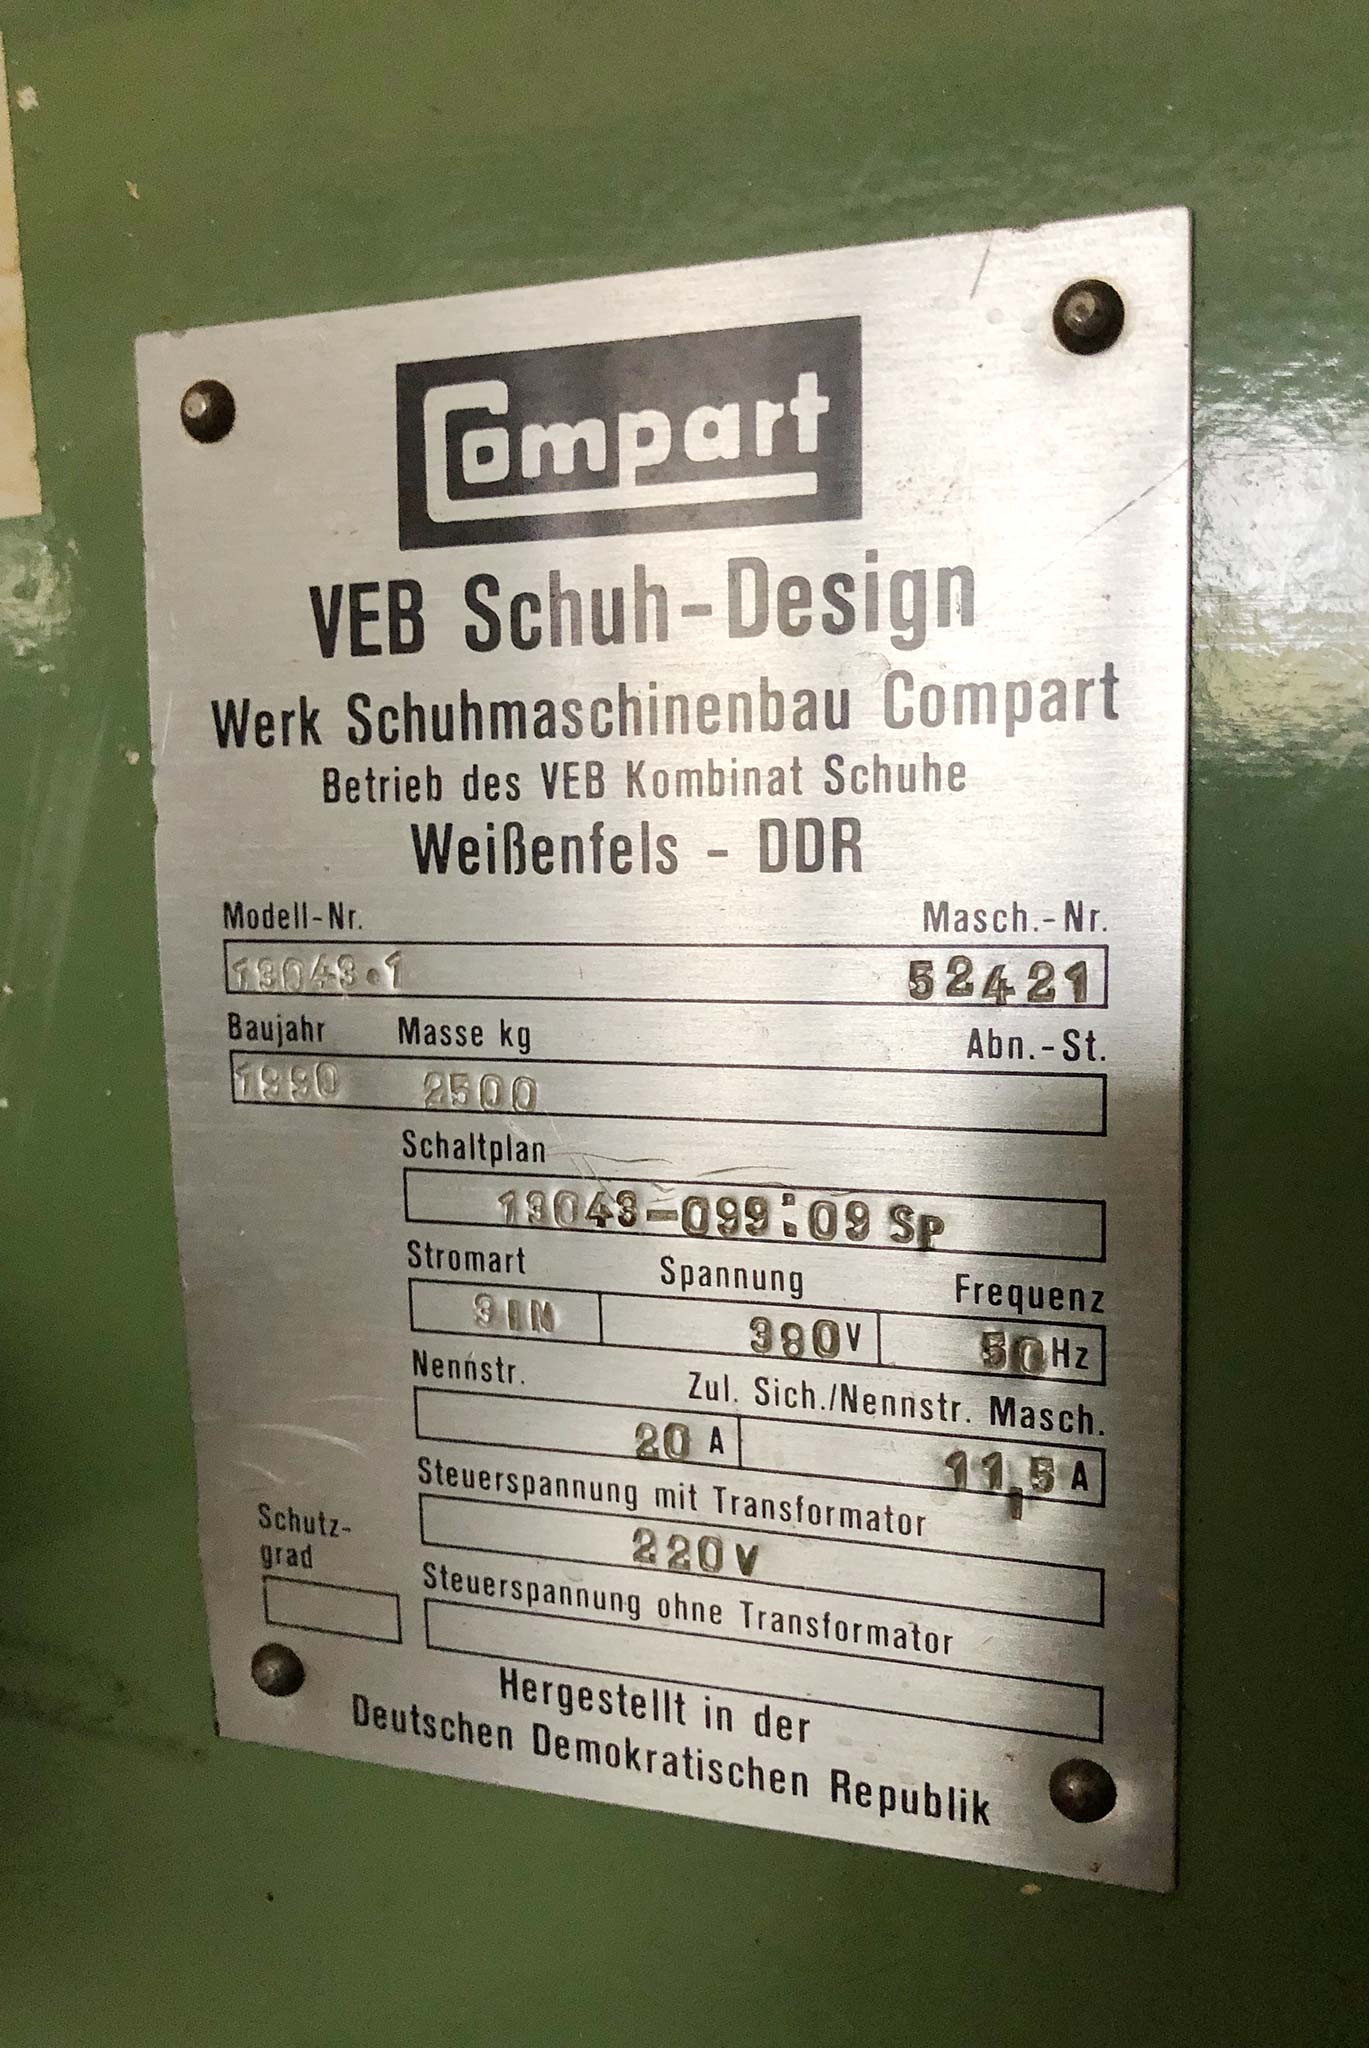 Compart
VEB Schuh-Design
Werk Schuhmaschinenbau Compart
Betrieb des VEB Kombinat Schuhe
Weißenfels - DDR
Modell-Nr. Masch.-Nr.
13043.1 52421
Baujahr Masse kg Abn.-St.
1990 2500
Schaltplan
13043-099:09 Sp
Stromart Spannung Frequenz
380 V 50 Hz
Nennstr. Zul. Sich./Nennstr. Masch.
20 A 11,5 A
Steuerspannung mit Transformator
220V
Schutz-
grad
Steuerspannung ohne Transformator
Hergestellt in der
Deutschen Demokratischen Republik